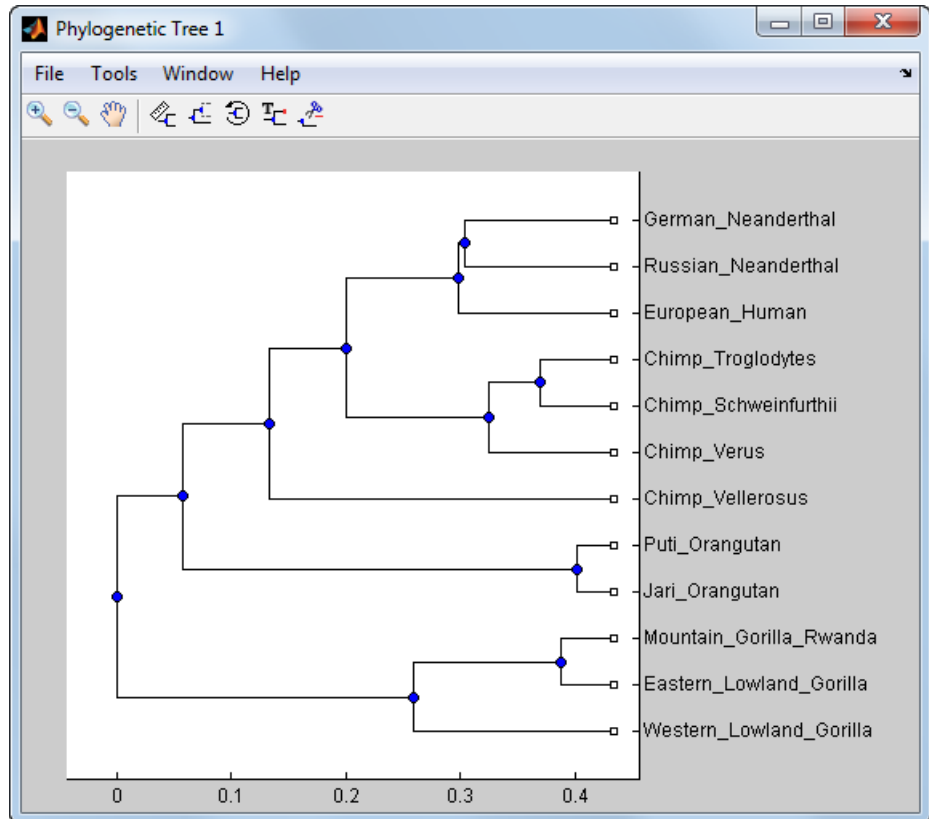 Phylogenetic Tree 1
File Tools Window Help
German_Neanderthal
Russian_Neanderthal
European_Human
Chimp_Troglodytes
Chimp_Schweinfurthii
Chimp_Verus
Chimp_Vellerosus
Puti_Orangutan
Jari_Orangutan
Mountain_Gorilla_Rwanda
Eastern_Lowland_Gorilla
Western_Lowland_Gorilla
0 0.1 0.2 0.3 0.4